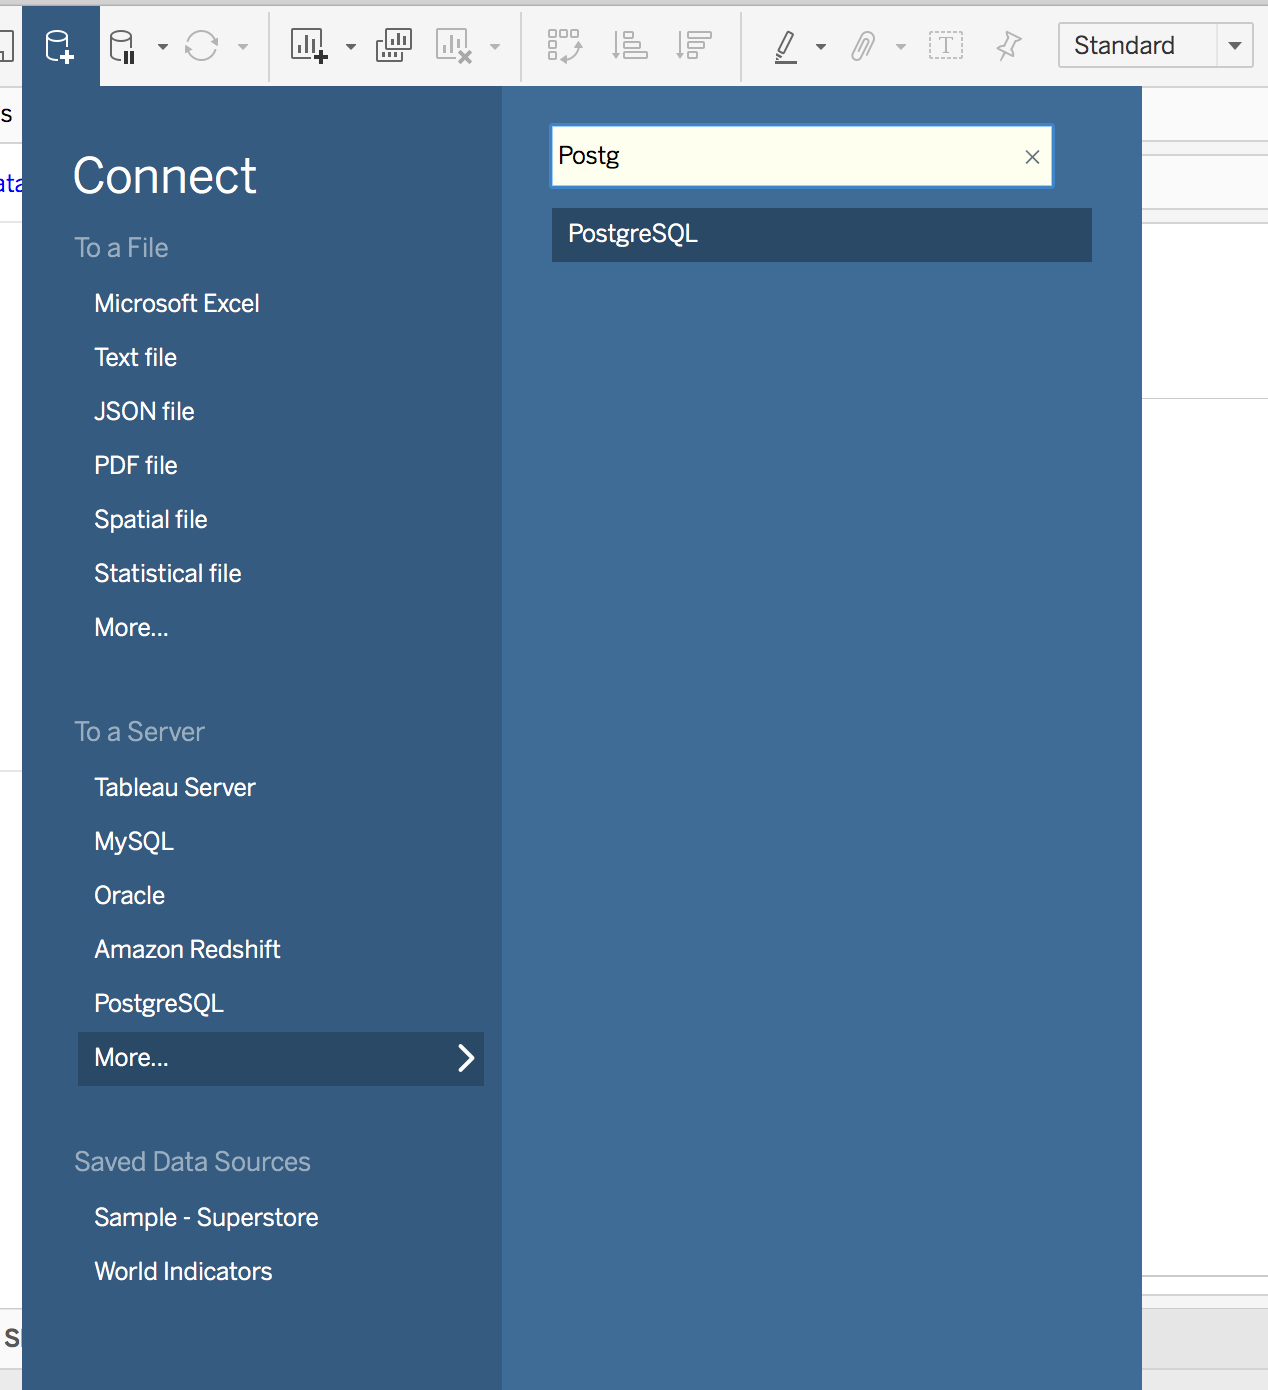 Standard
s
ata
Connect
To a File
Microsoft Excel
Text file
JSON file
PDF file
Spatial file
Statistical file
More...
To a Server
Tableau Server
MySQL
Oracle
Amazon Redshift
PostgreSQL
More...
Saved Data Sources
Sample - Superstore
World Indicators
Postg
PostgreSQL